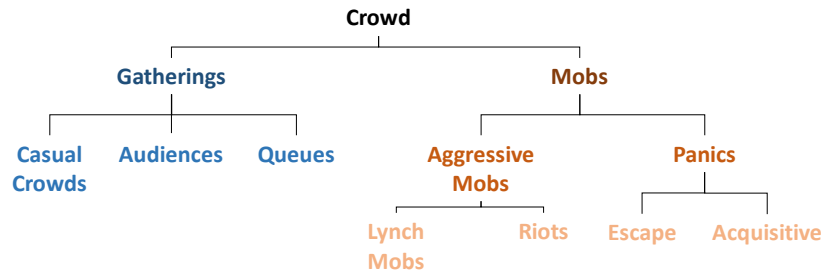 Crowd
Gatherings
Mobs
Casual
Crowds
Audiences
Queues
Aggressive
Mobs
Panics
Lynch
Mobs
Riots
Escape
Acquisitive